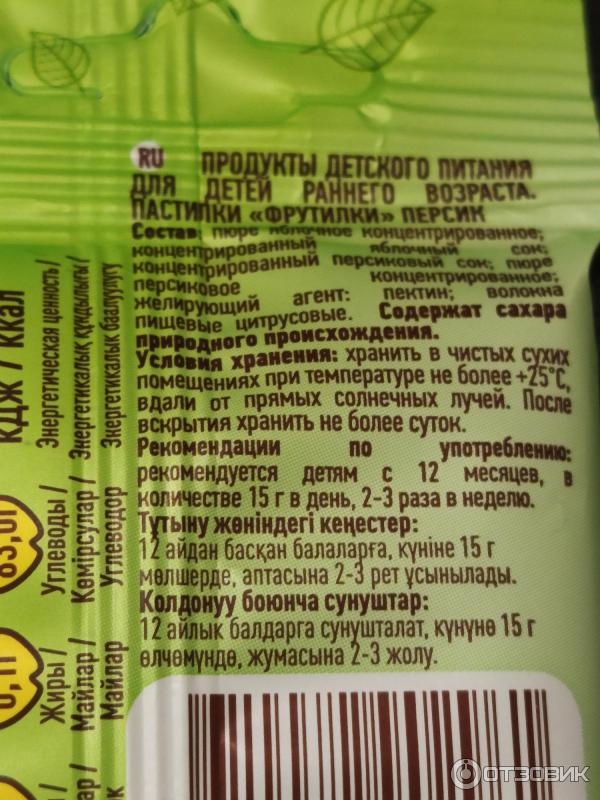 RU ПРОДУКТЫ ДЕТСКОГО ПИТАНИЯ
ДЛЯ ДЕТЕЙ РАННЕГО ВОЗРАСТА.
ПАСТИЛКИ «ФРУТИЛКИ» ПЕРСИК
Состав: пюре яблочное концентрированное;
концентрированный яблочный сок;
концентрированный персиковый сок; пюре
персиковое концентрированное;
желирующий агент: пектин; волокна
пищевые цитрусовые. Содержат сахара
природного происхождения.
Условия хранения: хранить в чистых сухих
помещениях при температуре не более +25°С,
вдали от прямых солнечных лучей. После
вскрытия хранить не более суток.
Рекомендации по употреблению:
рекомендуется детям с 12 месяцев, в
количестве 15 г в день, 2-3 раза в неделю.
Тұтыну жөніндегі кеңестер:
12 айдан басқан балаларға, күніне 15 г
мөлшерде, аптасына 2-3 рет ұсынылады.
Колдонуу боюнча сунуштар:
12 айлык балдарга сунушталат, күнүнө 15 г
өлчөмүндө, жумасына 2-3 жолу.
кДж / ккал
Энергетическая ценность/
Энергетикалық құндылығы/
Энергетикалык баалуулугу
Углеводы /
Көмірсулар /
Углеводор
Жиры /
Майлар /
Майлар
ОТЗОВИК